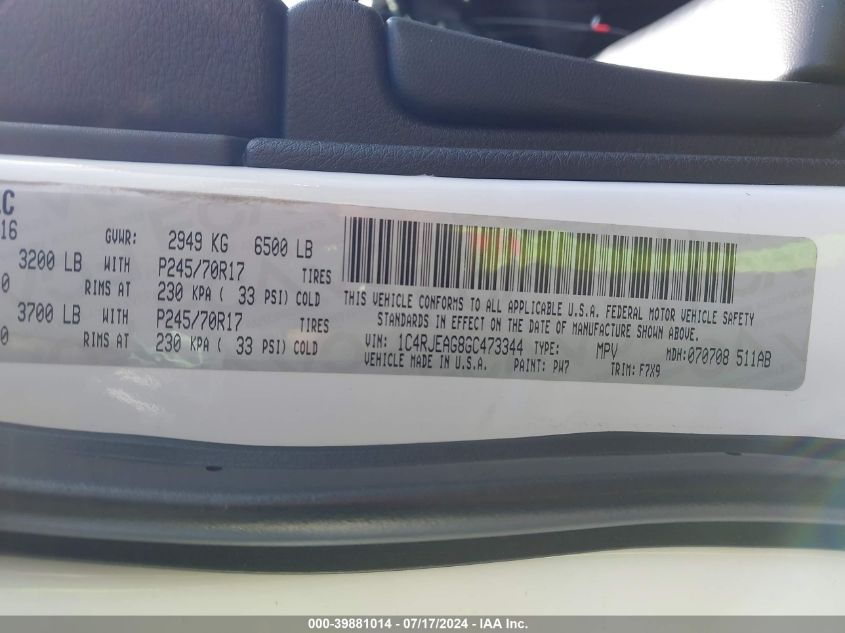 LC
16
GVWR: 2949 KG 6500 LB
3200 LB WITH P245/70R17 TIRES
0 RIMS AT 230 KPA ( 33 PSI) COLD
3700 LB WITH P245/70R17 TIRES
0 RIMS AT 230 KPA ( 33 PSI) COLD
THIS VEHICLE CONFORMS TO ALL APPLICABLE U.S.A. FEDERAL MOTOR VEHICLE SAFETY
STANDARDS IN EFFECT ON THE DATE OF MANUFACTURE SHOWN ABOVE.
VIN: 1C4RJEAG8GC473344 TYPE: MPV MDH: 070708 511AB
VEHICLE MADE IN U.S.A. PAINT: PW7 TRIM: F7X9
000-39881014 - 07/17/2024 - IAA Inc.